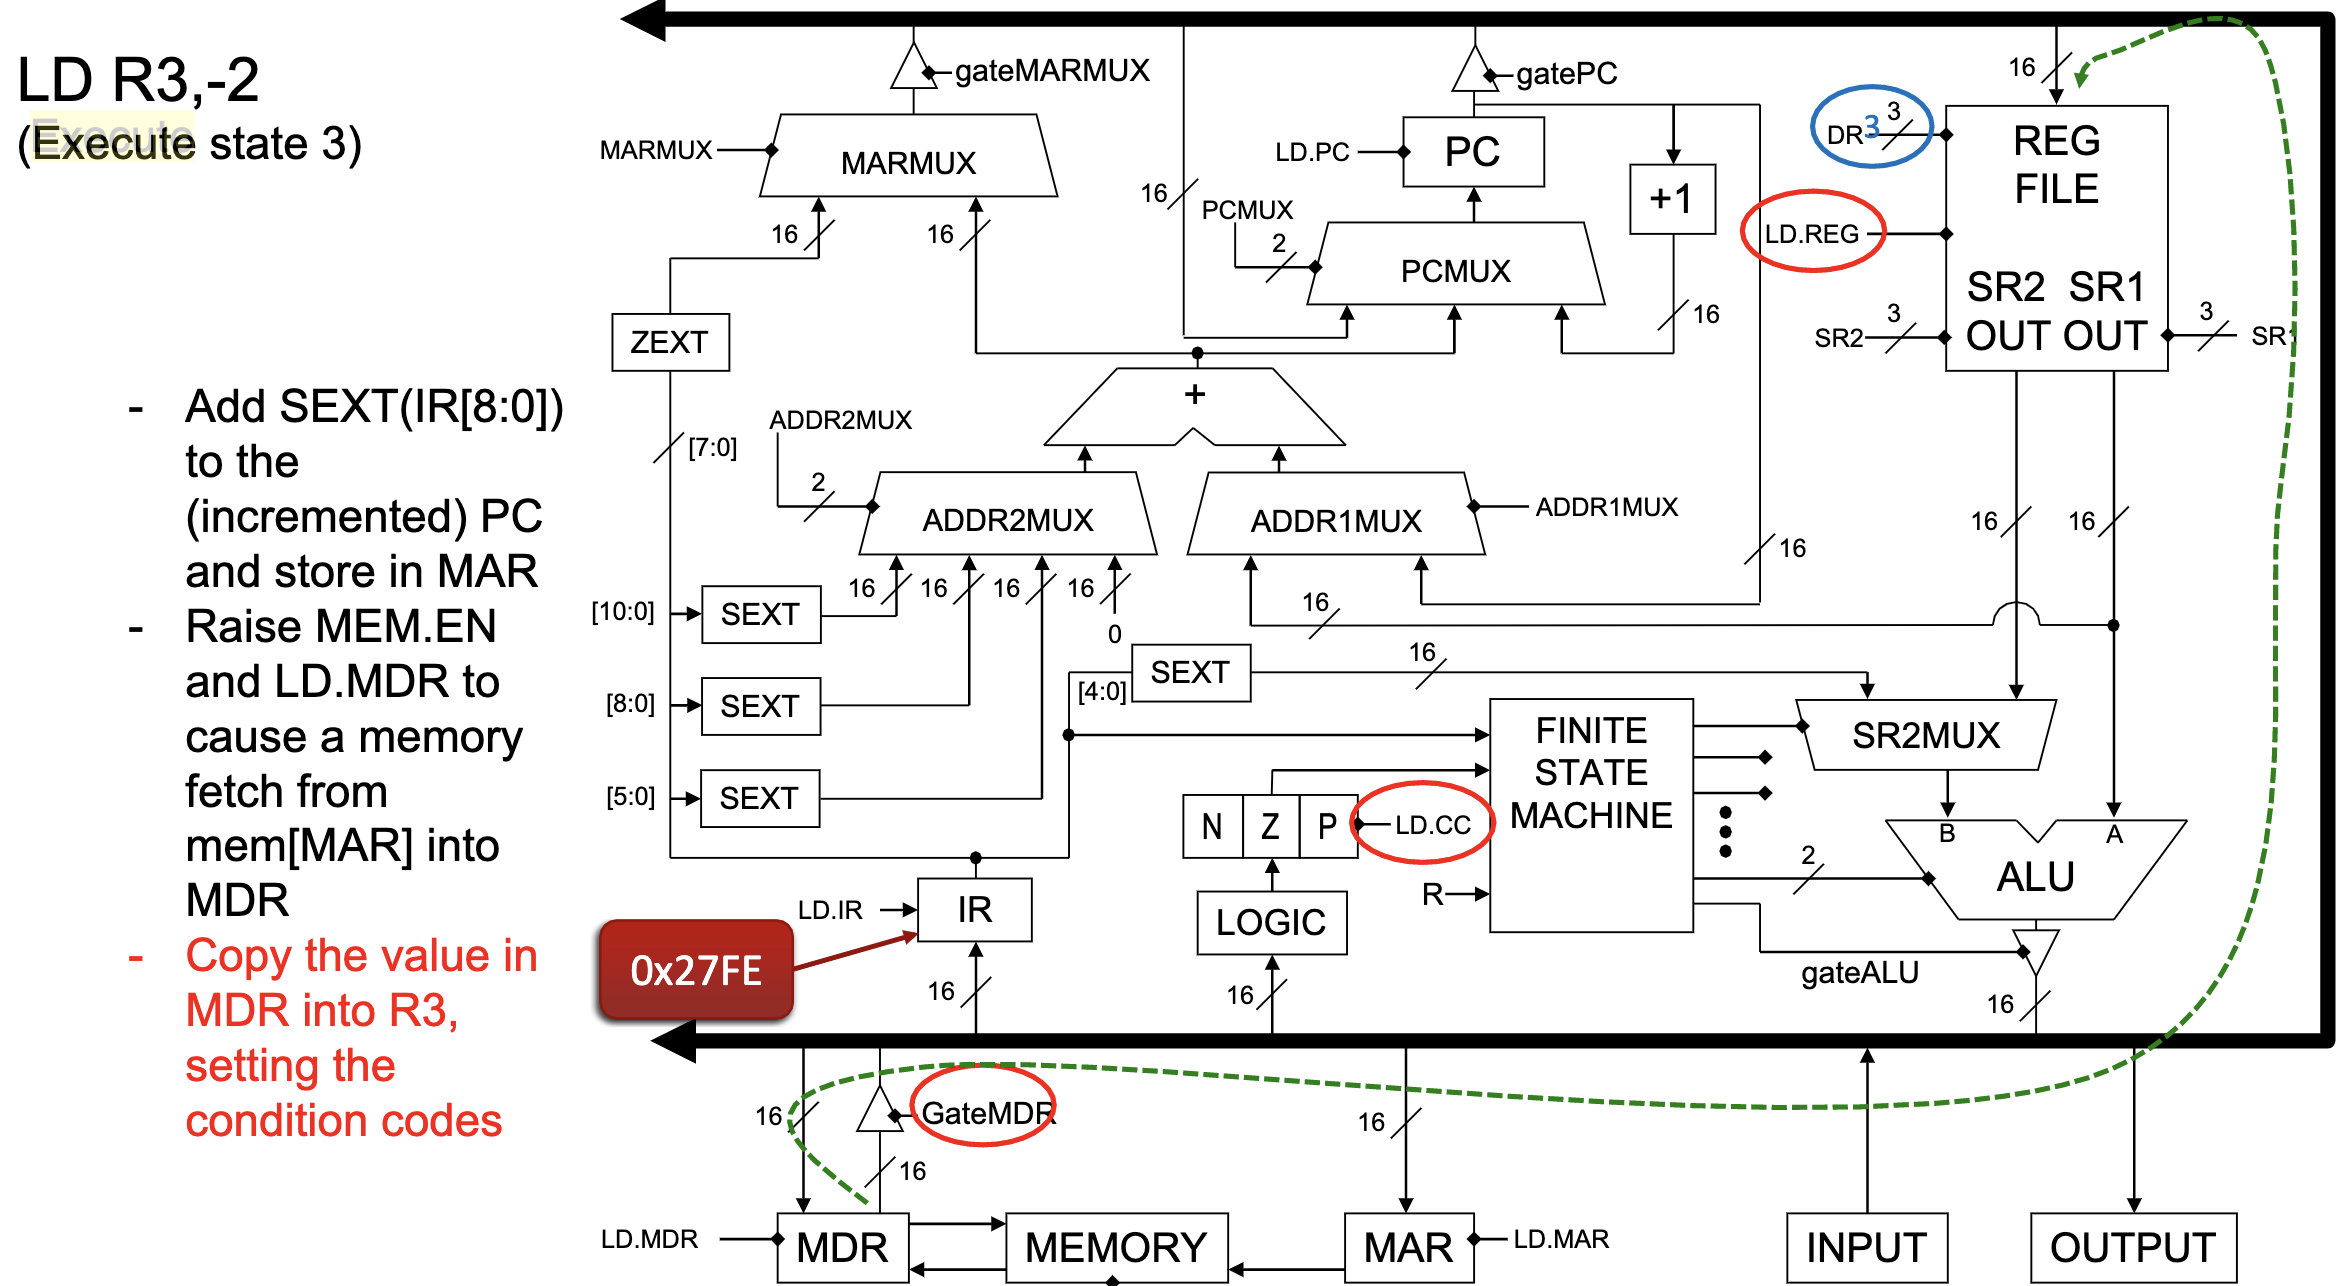 LD R3,-2
(Execute state 3)
Execute
- Add SEXT(IR[8:0])
to the
(incremented) PC
and store in MAR
- Raise MEM.EN
and LD.MDR to
cause a memory
fetch from
mem[MAR] into
MDR
- Copy the value in
MDR into R3,
setting the
condition codes
gateMARMUX
MARMUX
MARMUX
16
16
ZEXT
[7:0]
16
gatePC
LD.PC
PC
+1
PCMUX
2
PCMUX
16
16
DR
3
3
LD.REG
REG
FILE
SR2 SR1
OUT OUT
SR2
3
3
SR1
+
ADDR2MUX
2
ADDR2MUX
ADDR1MUX
ADDR1MUX
16
16
16
16
16
0
16
16
16
[10:0]
SEXT
[8:0]
SEXT
[5:0]
SEXT
16
[4:0]
SEXT
16
FINITE
STATE
MACHINE
SR2MUX
N
Z
P
LD.CC
R
LOGIC
16
B
A
ALU
2
gateALU
16
LD.IR
IR
0x27FE
16
16
GateMDR
16
16
LD.MDR
MDR
MEMORY
MAR
LD.MAR
INPUT
OUTPUT